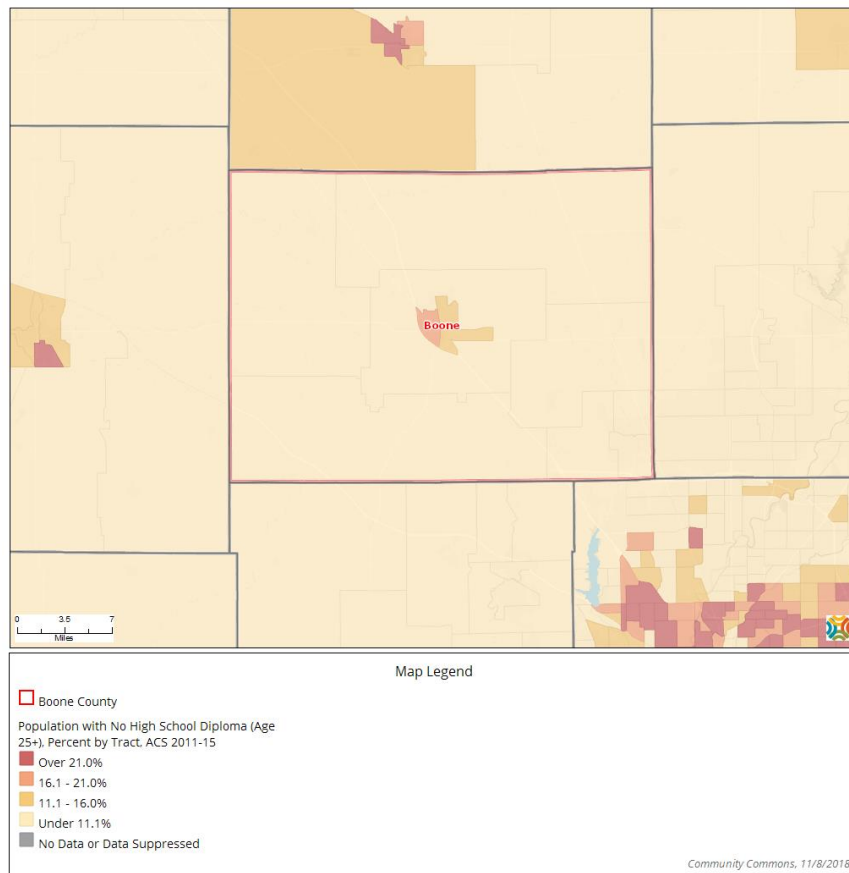 Boone
0 3.5 7
Miles
Map Legend
Boone County
Population with No High School Diploma (Age
25+), Percent by Tract, ACS 2011-15
Over 21.0%
16.1 - 21.0%
11.1 - 16.0%
Under 11.1%
No Data or Data Suppressed
Community Commons, 11/8/2018